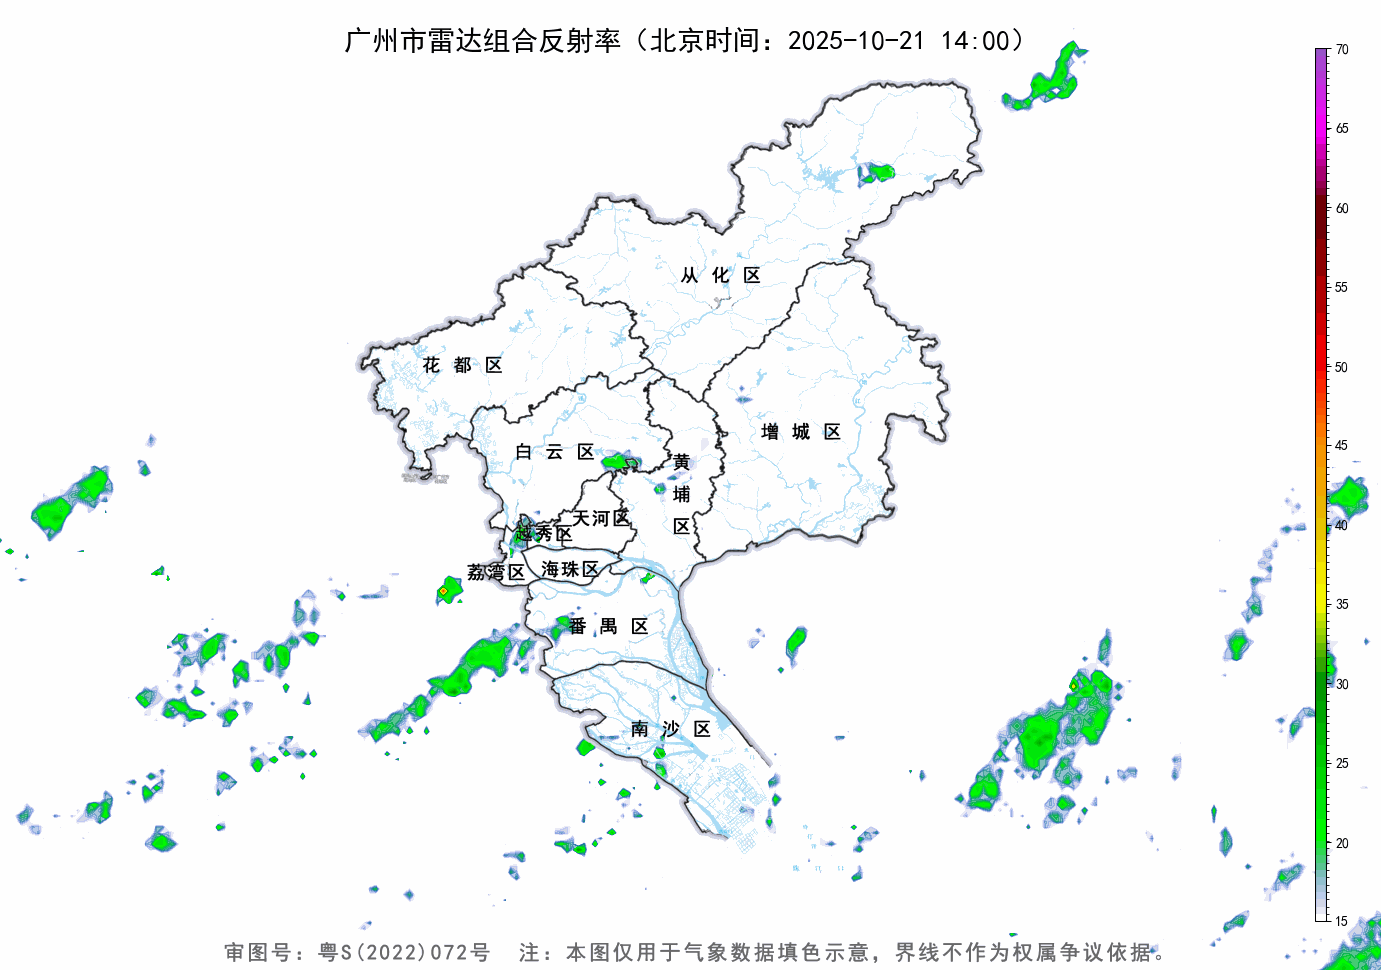 广州市雷达组合反射率（北京时间：2025-10-21 14:00）
70
65
60
55
50
45
40
35
30
25
20
15
从化区
花都区
增城区
白云区
黄埔区
天河区
越秀区
荔湾区
海珠区
番禺区
南沙区
审图号：粤S(2022)072号 注：本图仅用于气象数据填色示意，界线不作为权属争议依据。